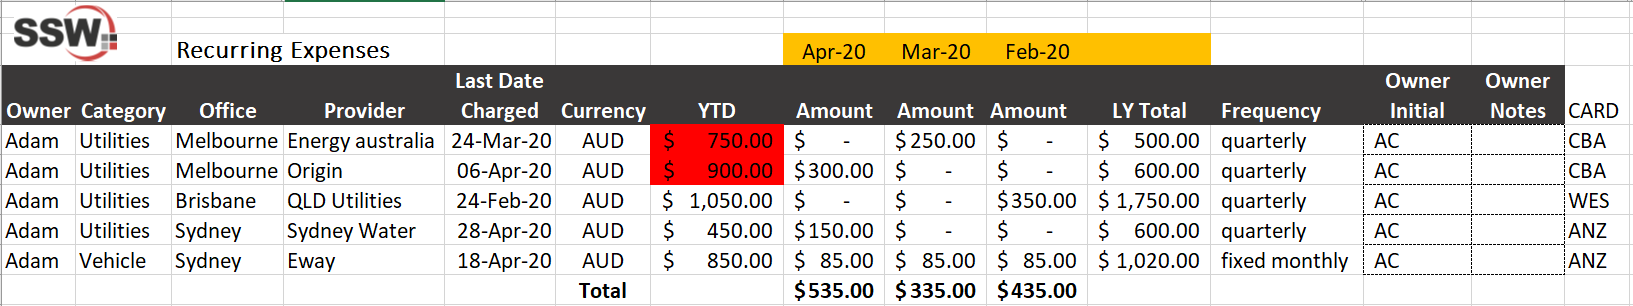 SSW
Recurring Expenses Apr-20 Mar-20 Feb-20
Owner Category Office Provider Last Date Charged Currency YTD Amount Amount Amount LY Total Frequency Owner Initial Owner Notes CARD
Adam Utilities Melbourne Energy australia 24-Mar-20 AUD $ 750.00 $ - $ 250.00 $ - $ 500.00 quarterly AC CBA
Adam Utilities Melbourne Origin 06-Apr-20 AUD $ 900.00 $ 300.00 $ - $ - $ 600.00 quarterly AC CBA
Adam Utilities Brisbane QLD Utilities 24-Feb-20 AUD $ 1,050.00 $ - $ - $ 350.00 $ 1,750.00 quarterly AC WES
Adam Utilities Sydney Sydney Water 28-Apr-20 AUD $ 450.00 $ 150.00 $ - $ - $ 600.00 quarterly AC ANZ
Adam Vehicle Sydney Eway 18-Apr-20 AUD $ 850.00 $ 85.00 $ 85.00 $ 85.00 $ 1,020.00 fixed monthly AC ANZ
Total $ 535.00 $ 335.00 $ 435.00